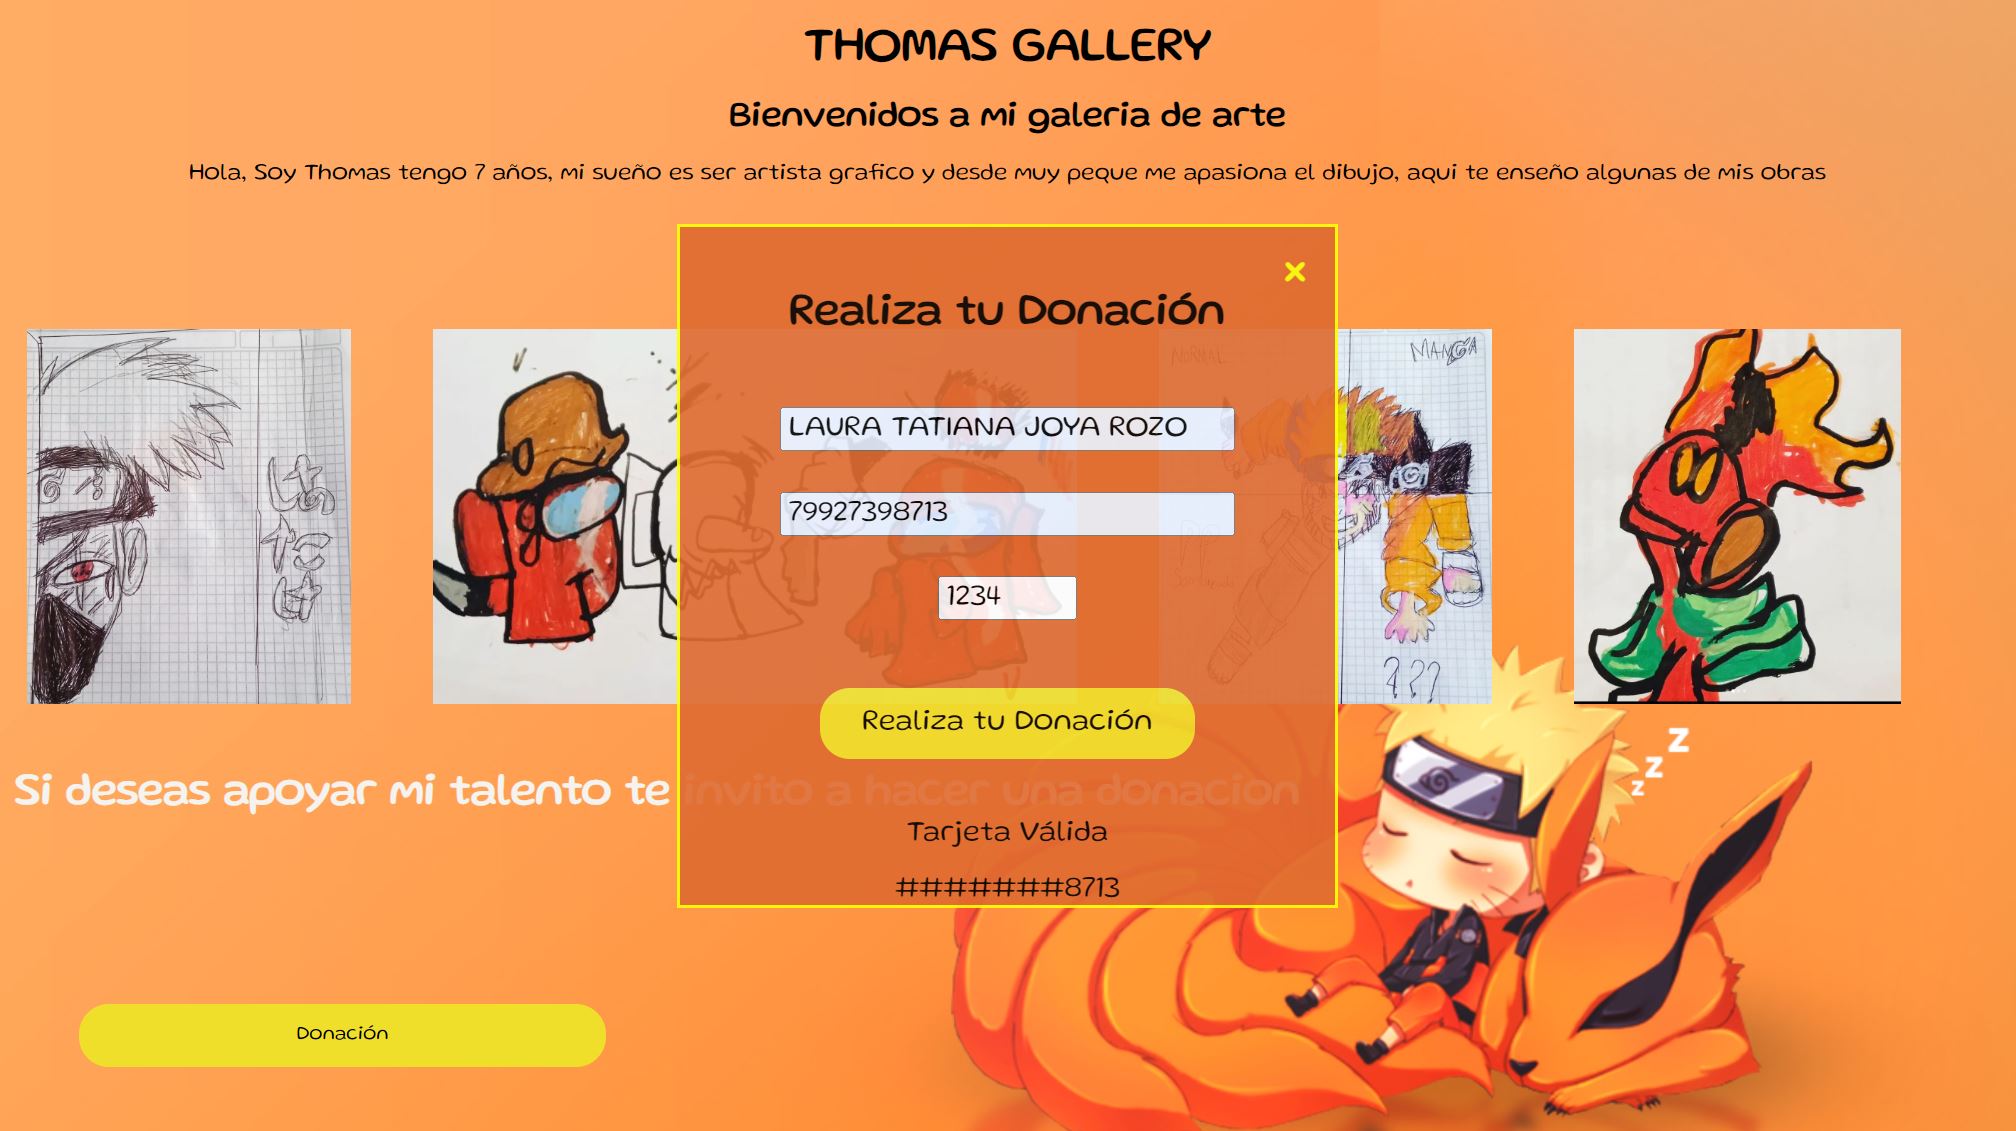 THOMAS GALLERY
Bienvenidos a mi galeria de arte
Hola, Soy Thomas tengo 7 años, mi sueño es ser artista grafico y desde muy peque me apasiona el dibujo, aqui te enseño algunas de mis obras
x
Realiza tu Donación
NORMAL
MANGA
LAURA TATIANA JOYA ROZO
79927398713
1234
???
Realiza tu Donación
z
z
z
Si deseas apoyar mi talento te invito a hacer una donacion
Tarjeta Válida
#######8713
Donación